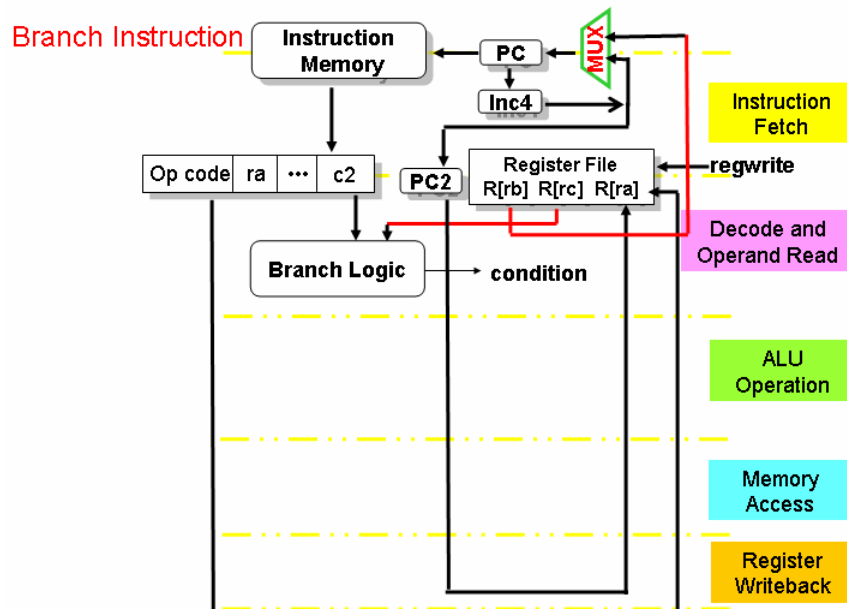 Branch Instruction
Instruction
Memory
PC
MUX
Inc4
Instruction
Fetch
Op code ra ... c2
PC2
Register File
R[rb] R[rc] R[ra]
regwrite
Decode and
Operand Read
Branch Logic
condition
ALU
Operation
Memory
Access
Register
Writeback